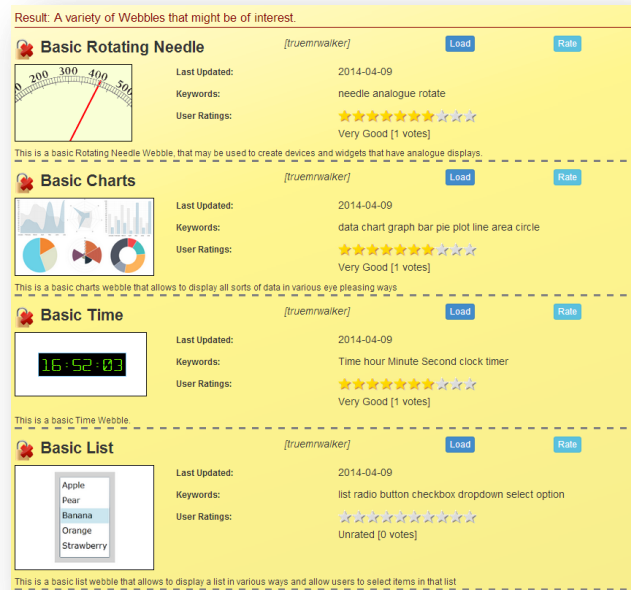 Result: A variety of Webbles that might be of interest.
Basic Rotating Needle [truemrwalker] Load Rate
200 300 400 500
Last Updated: 2014-04-09
Keywords: needle analogue rotate
User Ratings:
Very Good [1 votes]
This is a basic Rotating Needle Webble, that may be used to create devices and widgets that have analogue displays.
Basic Charts [truemrwalker] Load Rate
Last Updated: 2014-04-09
Keywords: data chart graph bar pie plot line area circle
User Ratings:
Very Good [1 votes]
This is a basic charts webble that allows to display all sorts of data in various eye pleasing ways
Basic Time [truemrwalker] Load Rate
Last Updated: 2014-04-09
16:52:03
Keywords: Time hour Minute Second clock timer
User Ratings:
Very Good [1 votes]
This is a basic Time Webble.
Basic List [truemrwalker] Load Rate
Last Updated: 2014-04-09
Apple
Keywords: list radio button checkbox dropdown select option
Pear
Banana
User Ratings:
Orange
Unrated [0 votes]
Strawberry
This is a basic list webble that allows to display a list in various ways and allow users to select items in that list